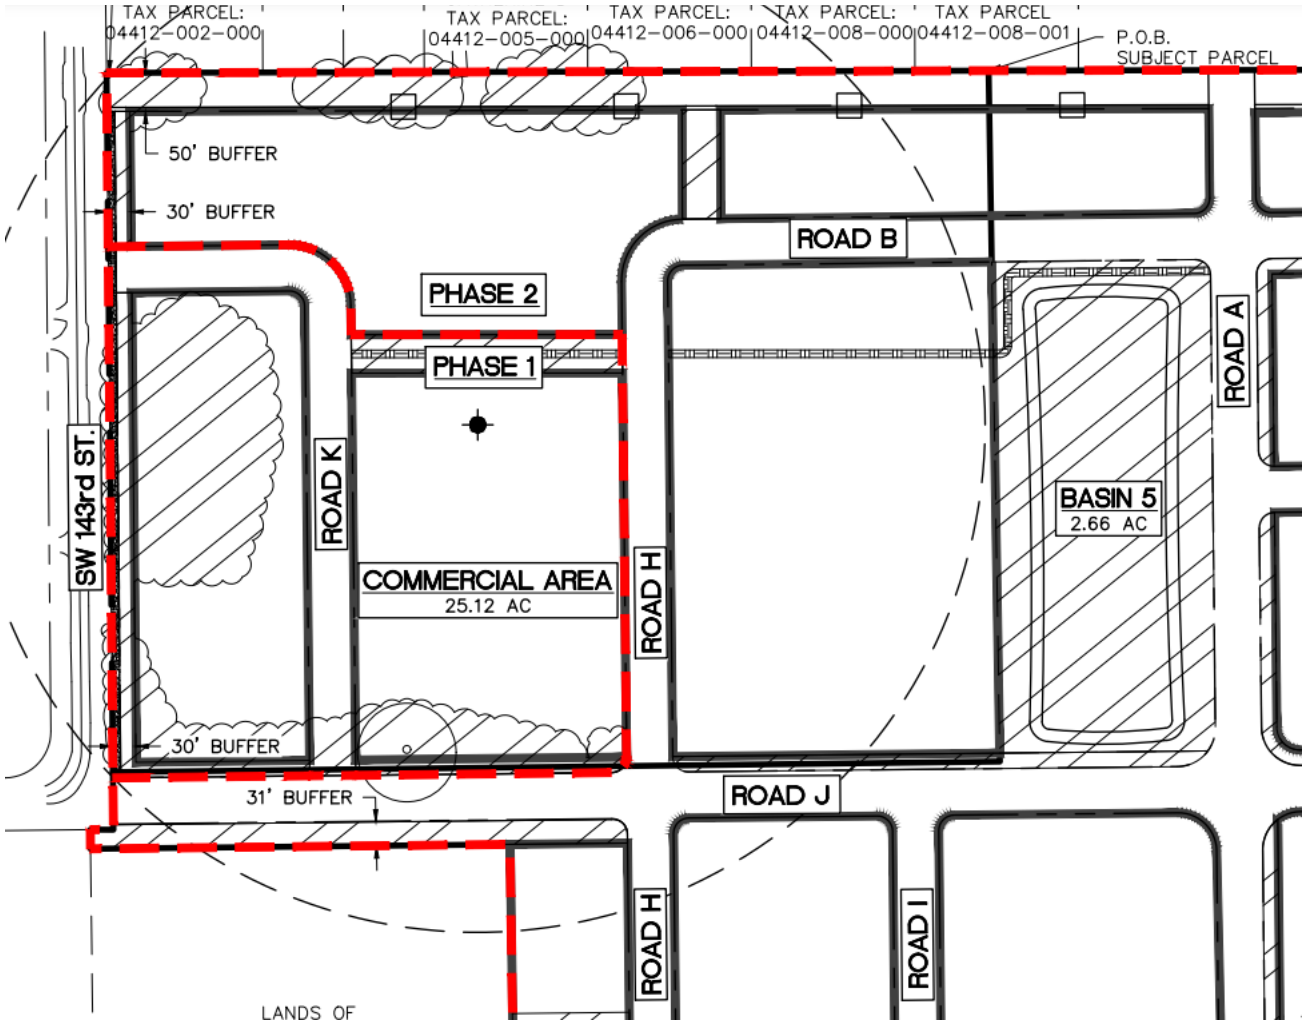 TAX PARCEL:
04412-002-000
TAX PARCEL:
04412-005-000
TAX PARCEL:
04412-006-000
TAX PARCEL:
04412-008-000
TAX PARCEL
04412-008-001
P.O.B.
SUBJECT PARCEL
50' BUFFER
30' BUFFER
ROAD B
PHASE 2
PHASE 1
ROAD A
SW 143rd ST.
ROAD K
BASIN 5
2.66 AC
COMMERCIAL AREA
25.12 AC
ROAD H
30' BUFFER
31' BUFFER
ROAD J
ROAD H
ROAD I
LANDS OF